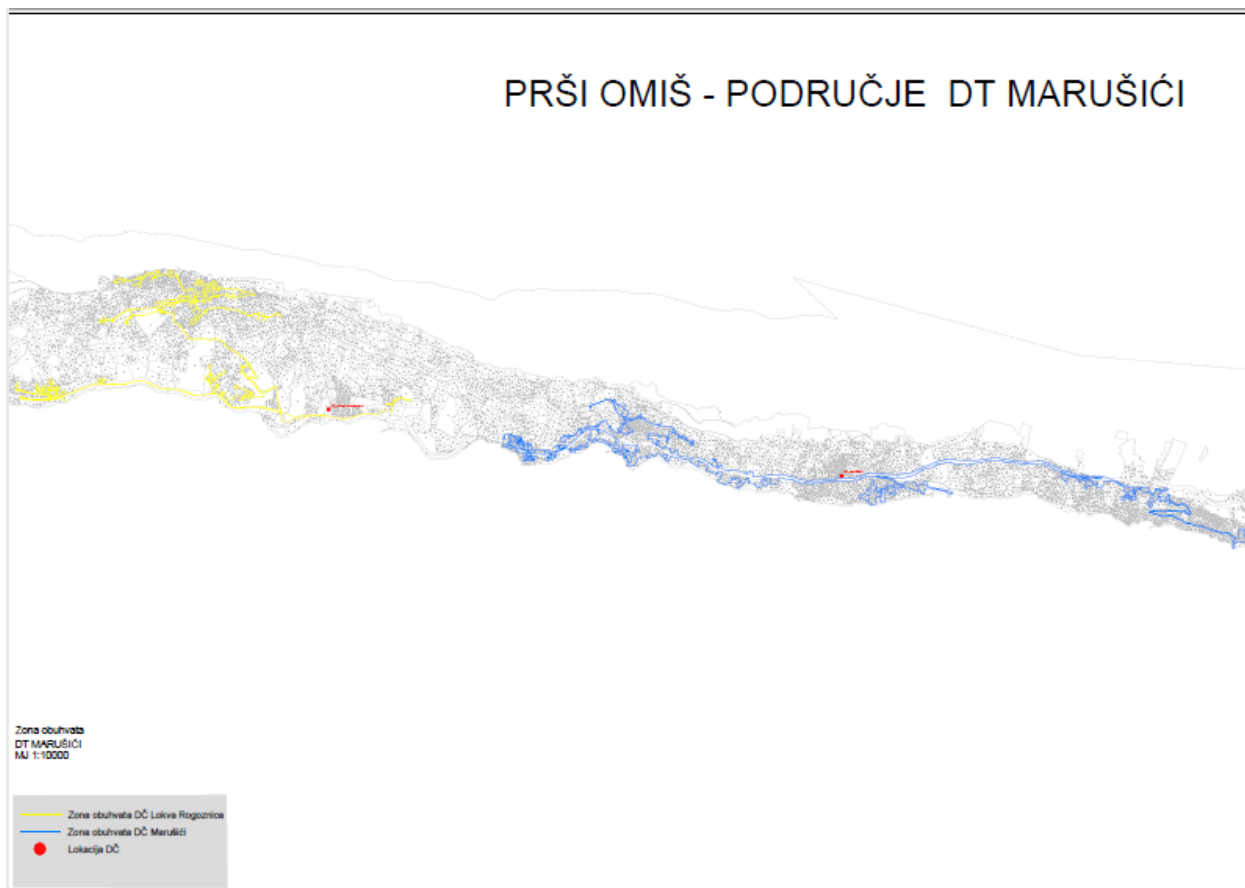 PRŠI OMIŠ - PODRUČJE DT MARUŠIĆI
Zona obuhvata
DT MARUŠIĆI
MJ 1:10000
Zona obuhvata DČ Lokva Rogoznica
Zona obuhvata DČ Marušići
Lokacija DČ